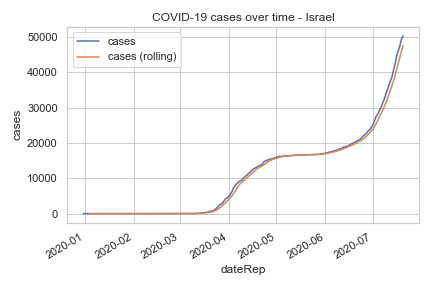 COVID-19 cases over time - Israel
cases
cases (rolling)
50000
40000
30000
20000
10000
0
cases
2020-01
2020-02
2020-03
2020-04
2020-05
2020-06
2020-07
dateRep